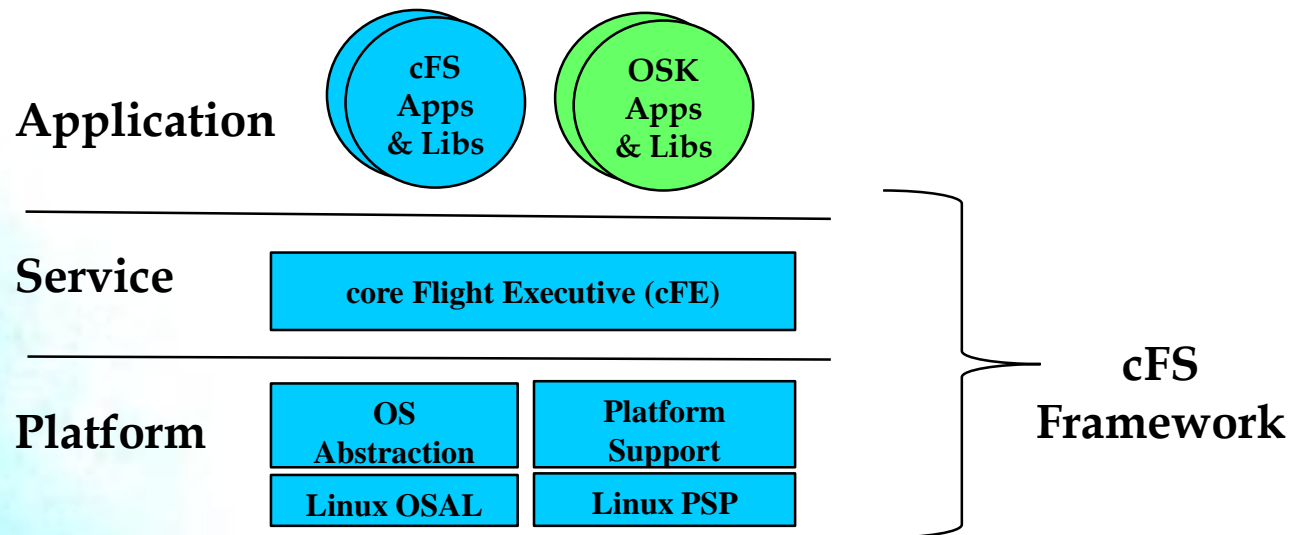 Application
cFS
Apps
& Libs
OSK
Apps
& Libs
Service
core Flight Executive (cFE)
Platform
OS
Abstraction
Platform
Support
Linux OSAL
Linux PSP
cFS
Framework